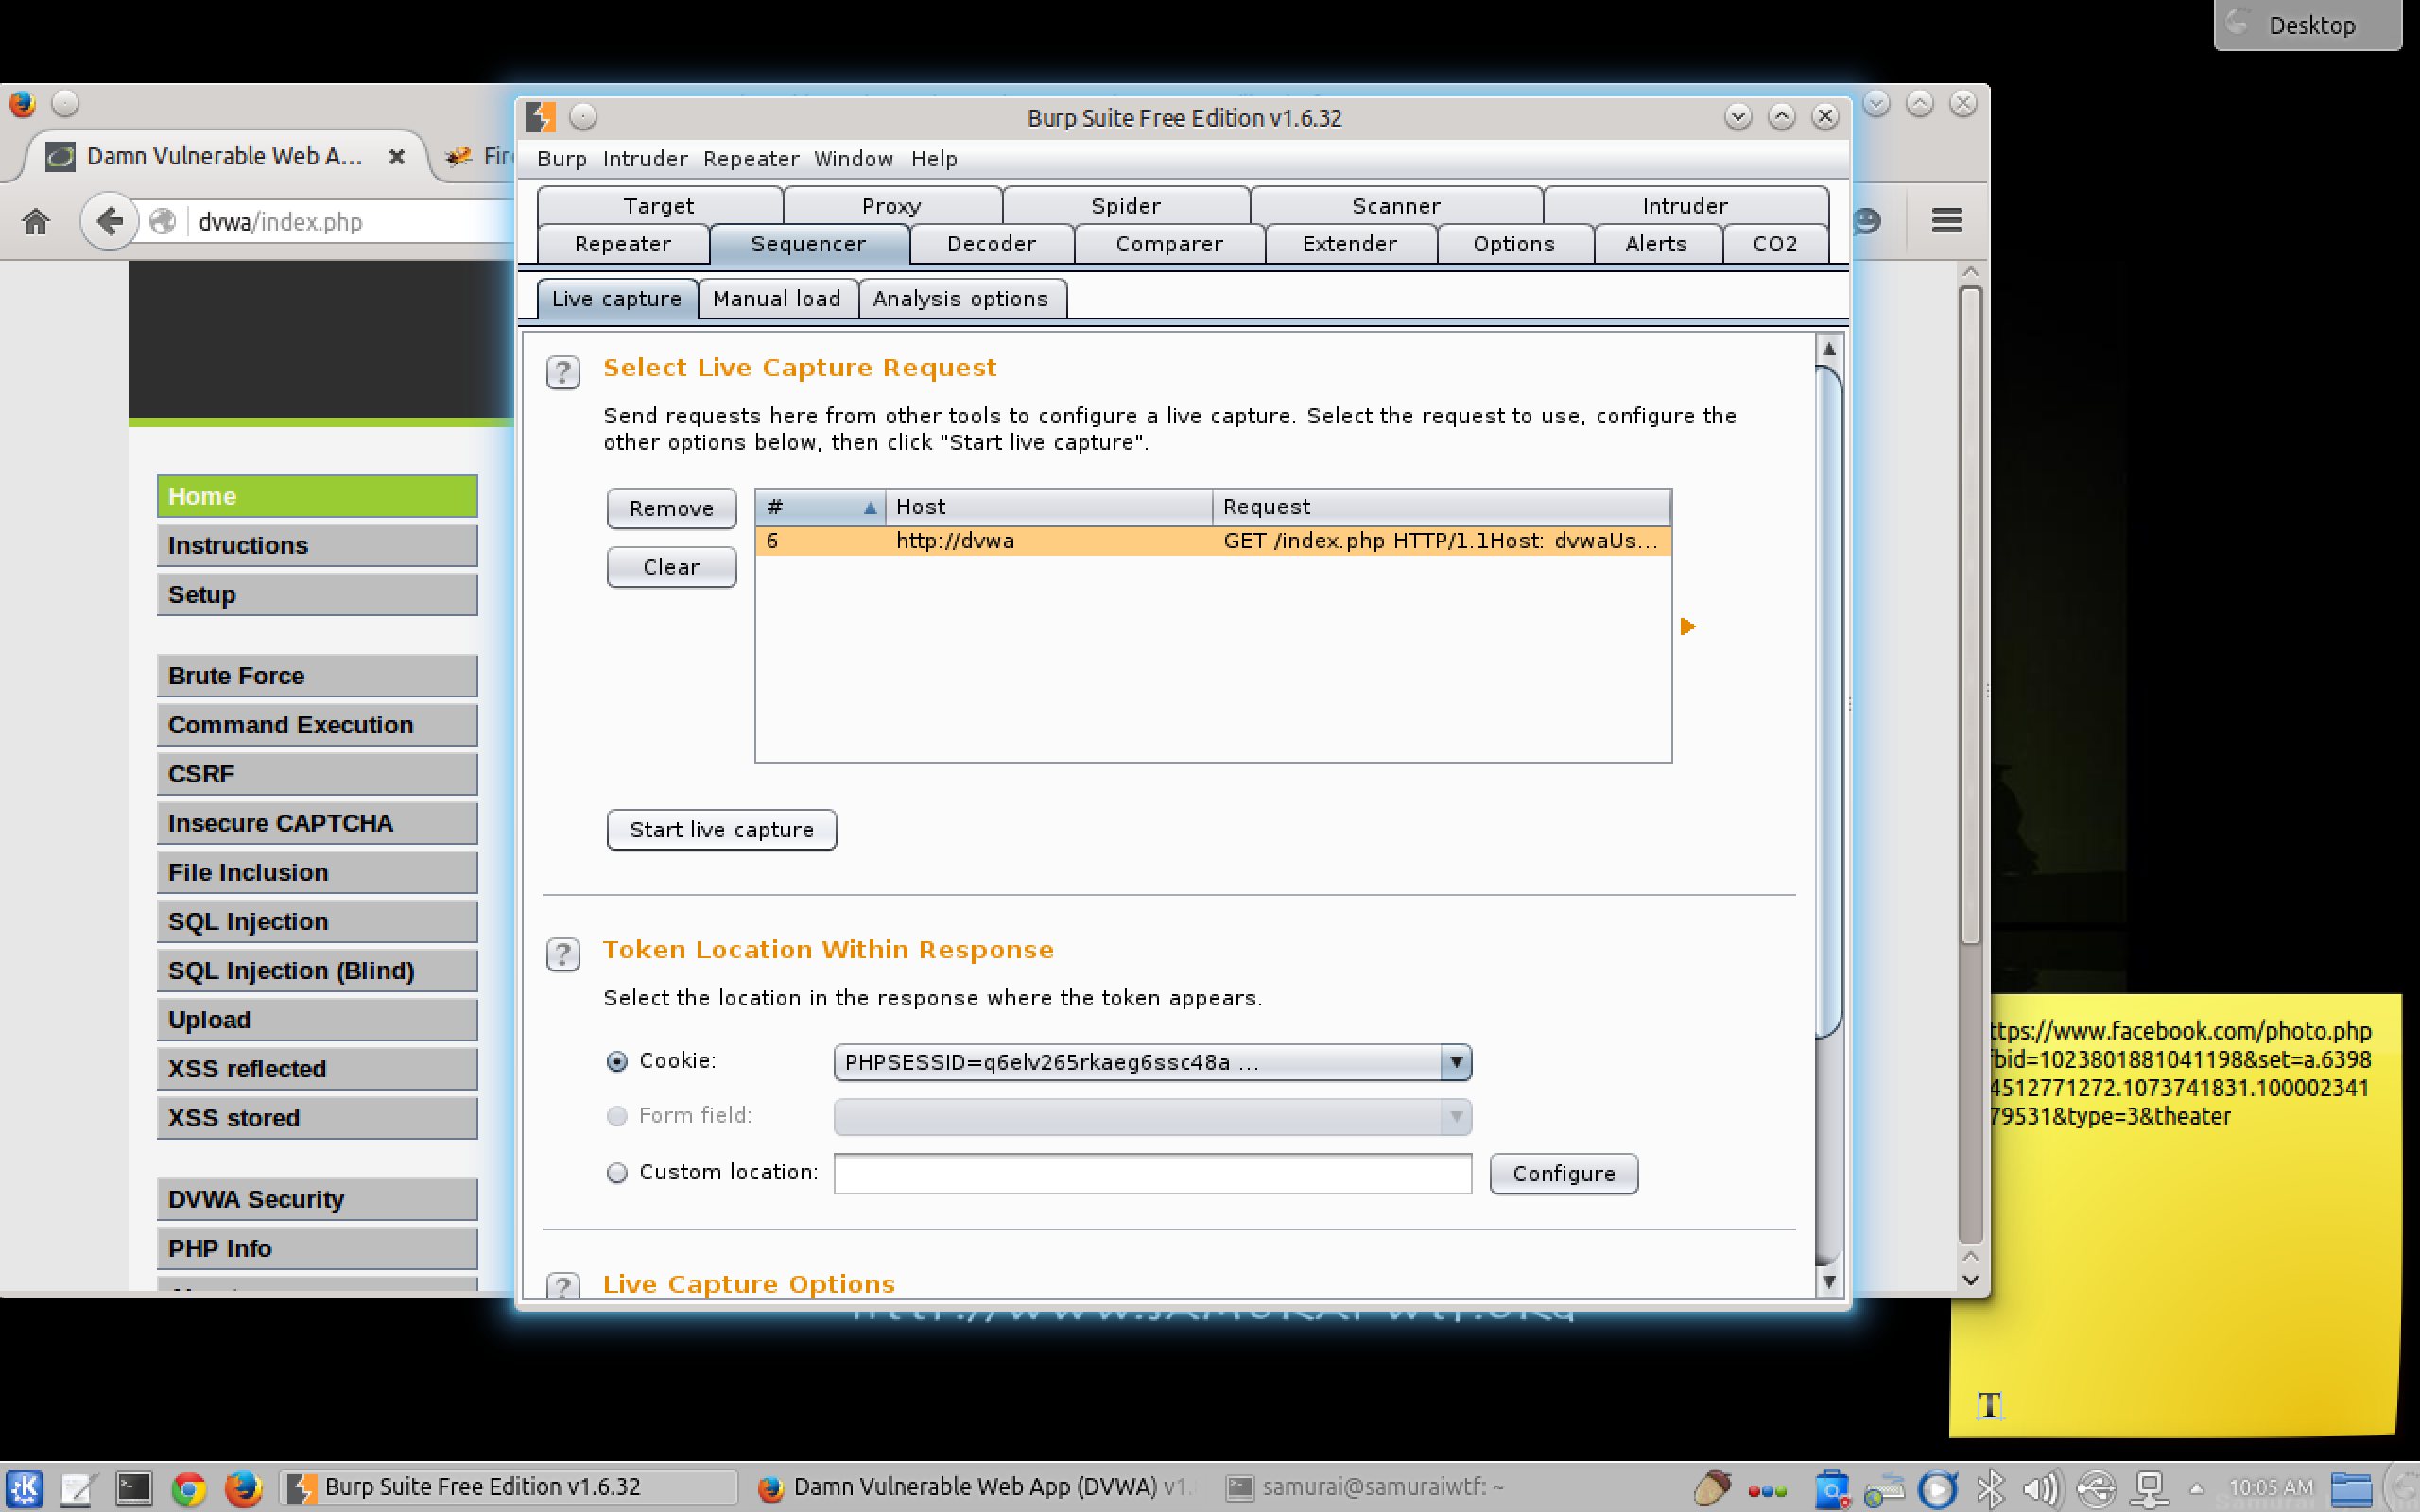 Desktop
Burp Suite Free Edition v1.6.32
Damn Vulnerable Web A...
Burp Intruder Repeater Window Help
dvwa/index.php
Target Proxy Spider Scanner Intruder
Repeater Sequencer Decoder Comparer Extender Options Alerts CO2
Live capture Manual load Analysis options
Home
Instructions
Setup
Brute Force
Command Execution
CSRF
Insecure CAPTCHA
File Inclusion
SQL Injection
SQL Injection (Blind)
Upload
XSS reflected
XSS stored
DVWA Security
PHP Info
? Select Live Capture Request
Send requests here from other tools to configure a live capture. Select the request to use, configure the
other options below, then click "Start live capture".
Remove
Clear
# Host Request
6 http://dvwa GET /index.php HTTP/1.1Host: dvwaUs...
Start live capture
? Token Location Within Response
Select the location in the response where the token appears.
Cookie: PHPSESSID=q6elv265rkaeg6ssc48a ...
Form field:
Custom location: Configure
? Live Capture Options
ttps://www.facebook.com/photo.php
bid=1023801881041198&set=a.6398
4512771272.1073741831.100002341
79531&type=3&theater
T
Burp Suite Free Edition v1.6.32
Damn Vulnerable Web App (DVWA) v1.
samurai@samuraiwtf: ~
10:05 AM